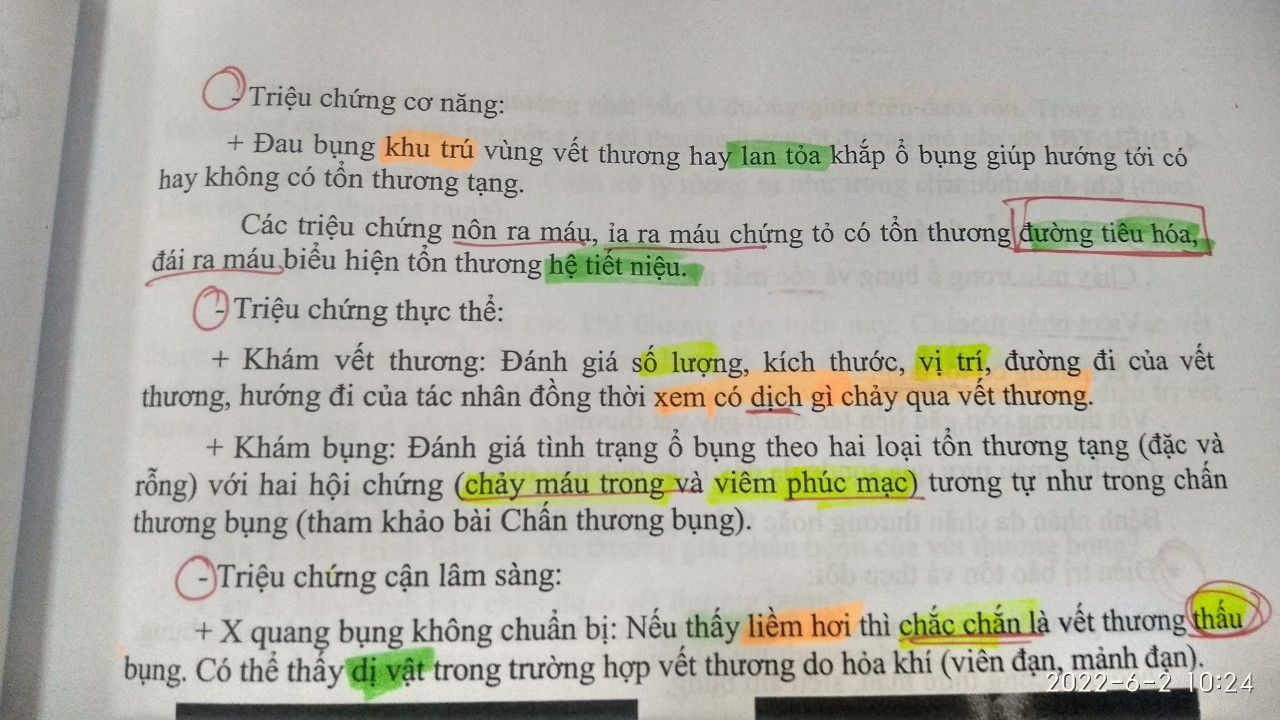 - Triệu chứng cơ năng:
+ Đau bụng khu trú vùng vết thương hay lan tỏa khắp ổ bụng giúp hướng tới có
hay không có tổn thương tạng.
Các triệu chứng nôn ra máu, ỉa ra máu chứng tỏ có tổn thương đường tiêu hóa,
đái ra máu biểu hiện tổn thương hệ tiết niệu.
- Triệu chứng thực thể:
+ Khám vết thương: Đánh giá số lượng, kích thước, vị trí, đường đi của vết
thương, hướng đi của tác nhân đồng thời xem có dịch gì chảy qua vết thương.
+ Khám bụng: Đánh giá tình trạng ổ bụng theo hai loại tổn thương tạng (đặc và
rỗng) với hai hội chứng (chảy máu trong và viêm phúc mạc) tương tự như trong chấn
thương bụng (tham khảo bài Chấn thương bụng).
- Triệu chứng cận lâm sàng:
+ X quang bụng không chuẩn bị: Nếu thấy liềm hơi thì chắc chắn là vết thương thấu
bụng. Có thể thấy dị vật trong trường hợp vết thương do hỏa khí (viên đạn, mảnh đạn).
2022-6-2 10:24